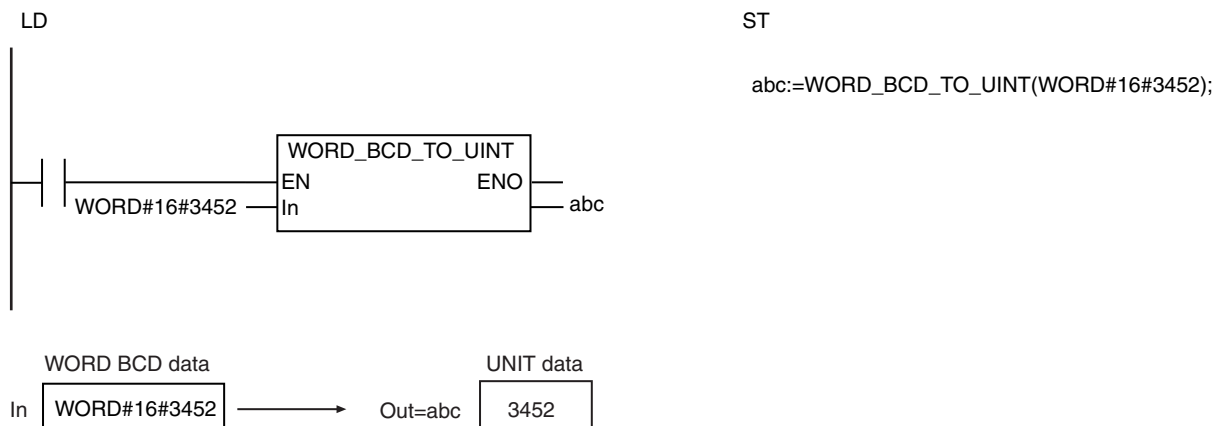 LD
ST
abc:=WORD_BCD_TO_UINT(WORD#16#3452);
WORD_BCD_TO_UINT
EN ENO
WORD#16#3452 In abc
WORD BCD data UNIT data
In WORD#16#3452 Out=abc 3452